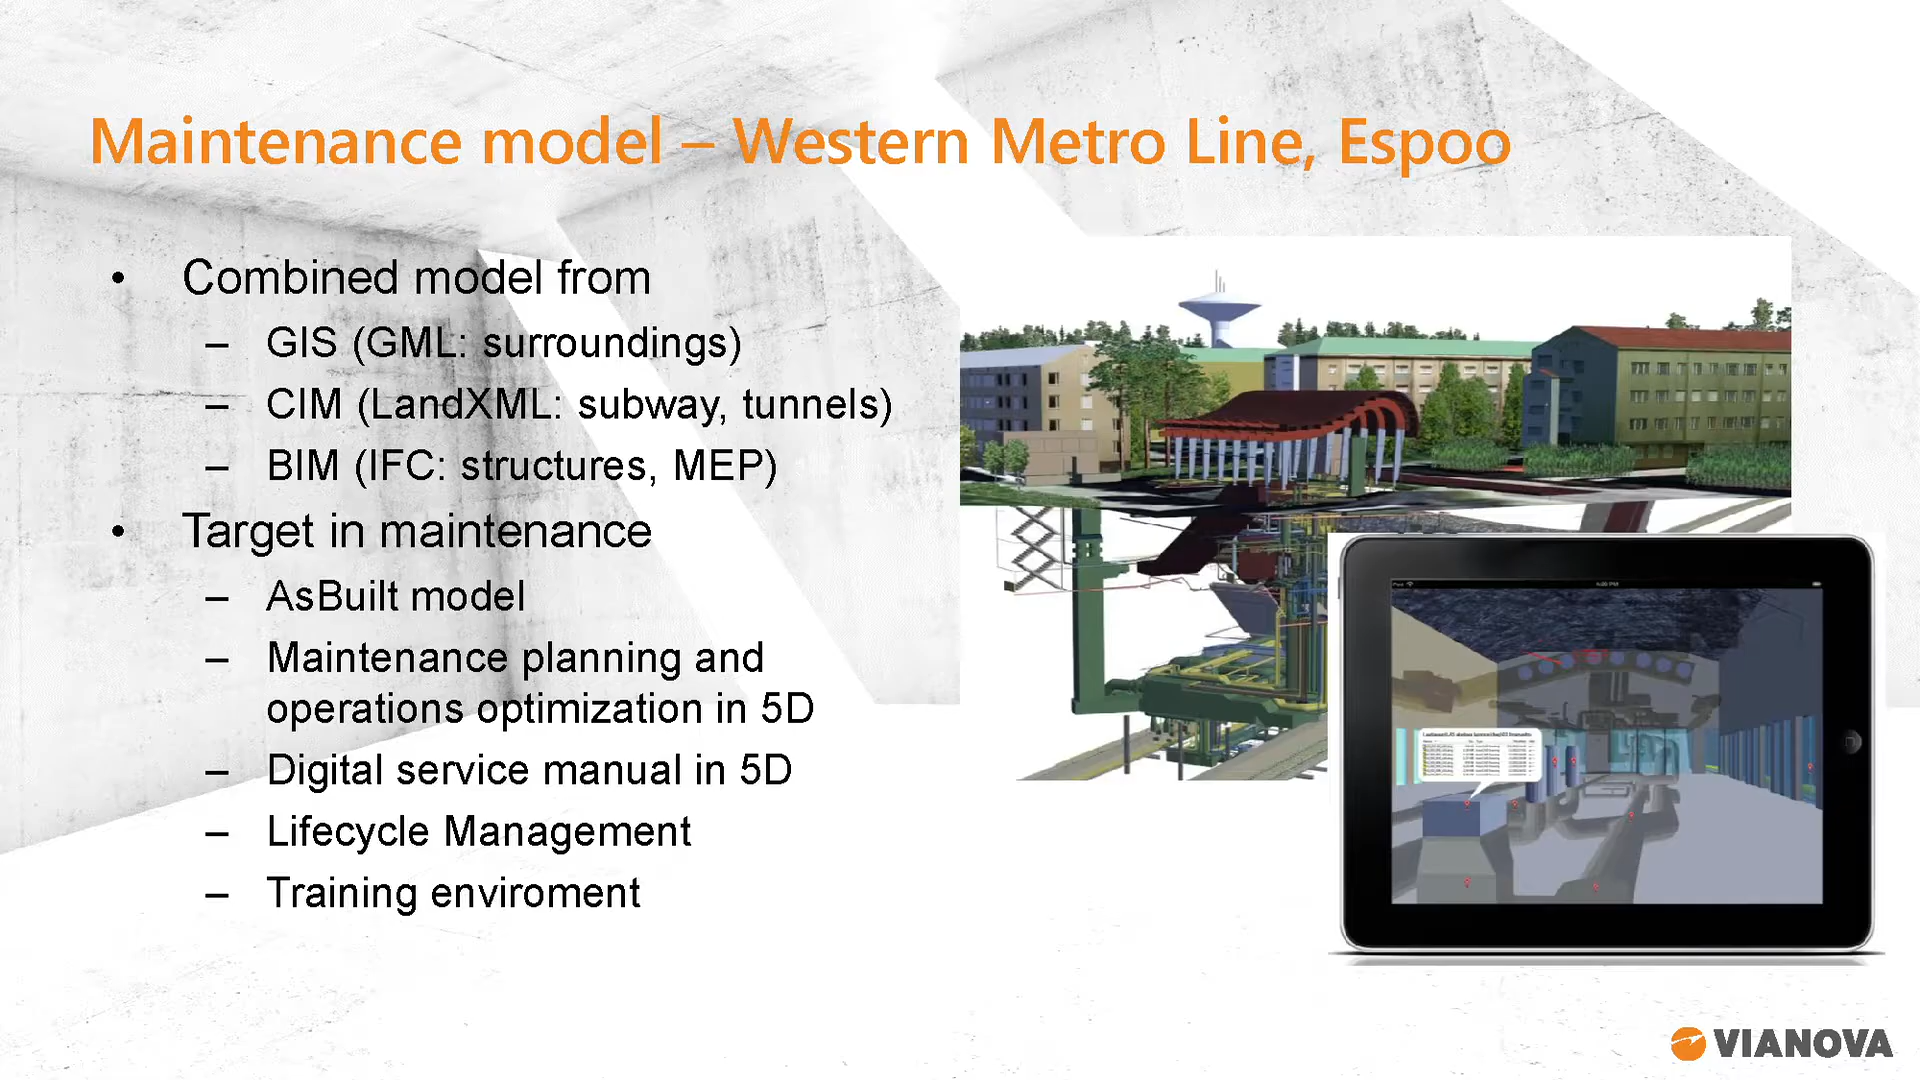 Maintenance model – Western Metro Line, Espoo
• Combined model from
– GIS (GML: surroundings)
– CIM (LandXML: subway, tunnels)
– BIM (IFC: structures, MEP)
• Target in maintenance
– AsBuilt model
– Maintenance planning and
operations optimization in 5D
– Digital service manual in 5D
– Lifecycle Management
– Training enviroment
VIANOVA